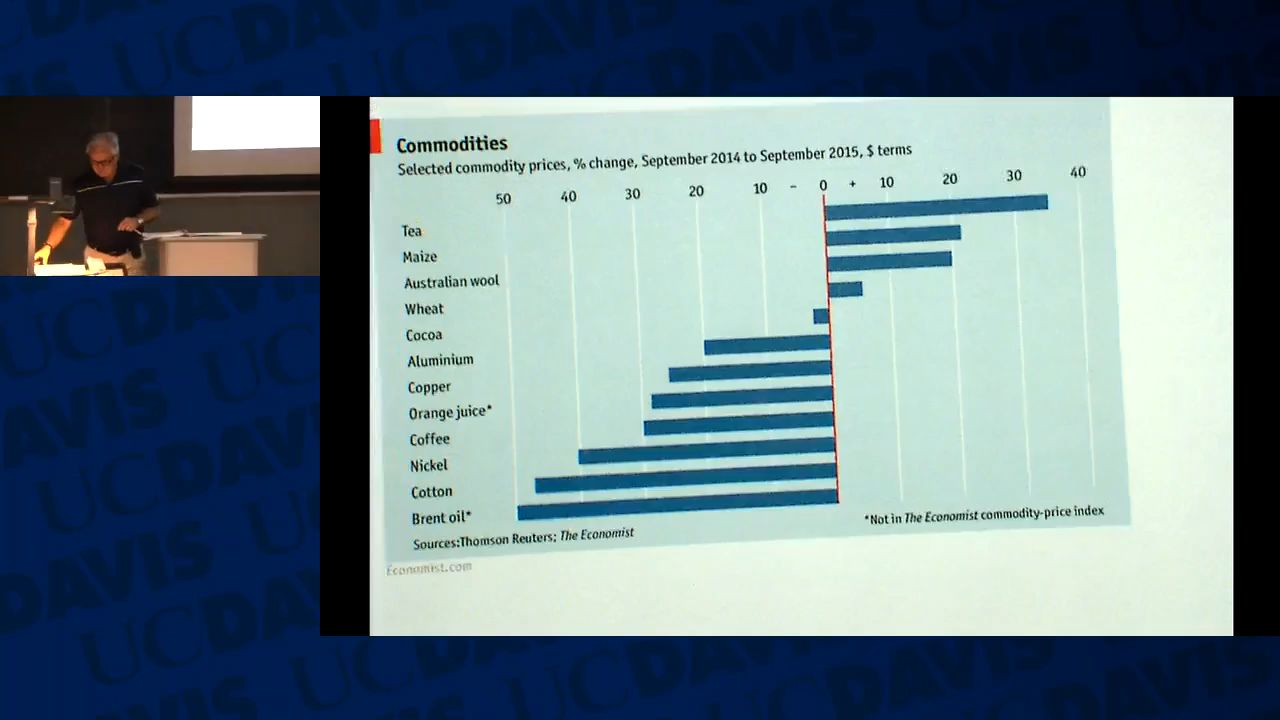 UCDAVIS
Commodities
Selected commodity prices, % change, September 2014 to September 2015, $ terms
50 40 30 20 10 – 0 + 10 20 30 40
Tea
Maize
Australian wool
Wheat
Cocoa
Aluminium
Copper
Orange juice*
Coffee
Nickel
Cotton
Brent oil*
*Not in The Economist commodity-price index
Sources:Thomson Reuters; The Economist
Economist.com